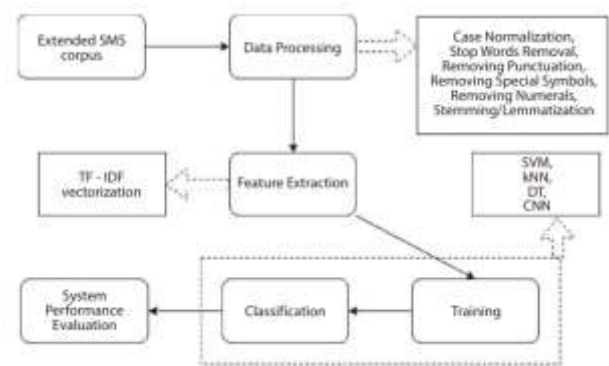 Extended SMS
corpus
Data Processing
Case Normalization,
Stop Words Removal,
Removing Punctuation,
Removing Special Symbols,
Removing Numerals,
Stemming/Lemmatization
TF - IDF
vectorization
Feature Extraction
SVM,
kNN,
DT,
CNN
System
Performance
Evaluation
Classification
Training